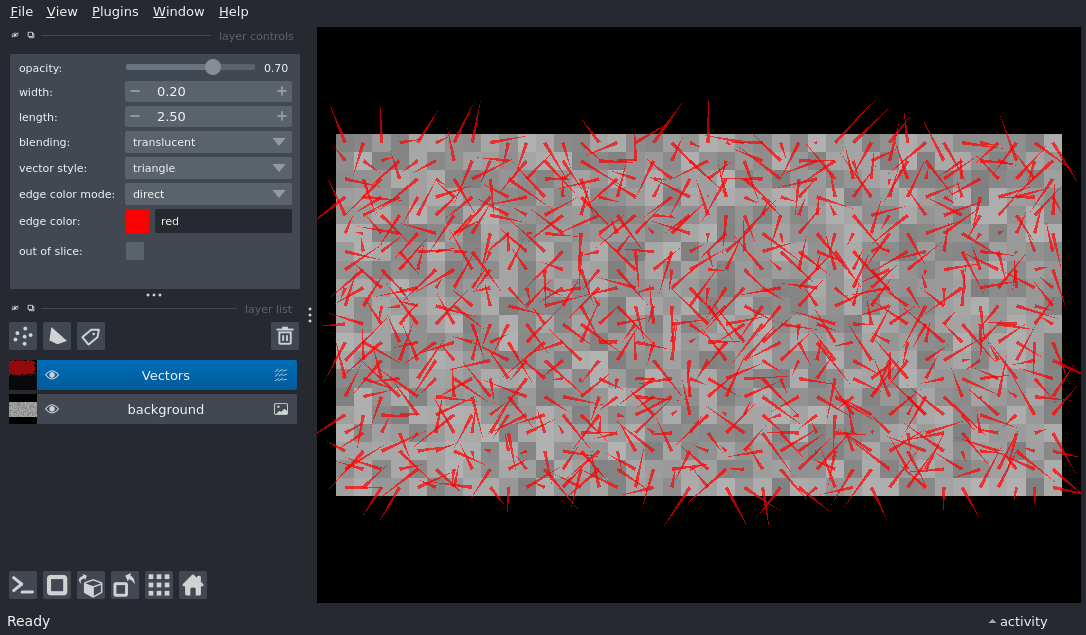 File View Plugins Window Help
layer controls
opacity: 0.70
width: − 0.20 +
length: − 2.50 +
blending: translucent
vector style: triangle
edge color mode: direct
edge color: red
out of slice:
layer list
Vectors
background
Ready
activity